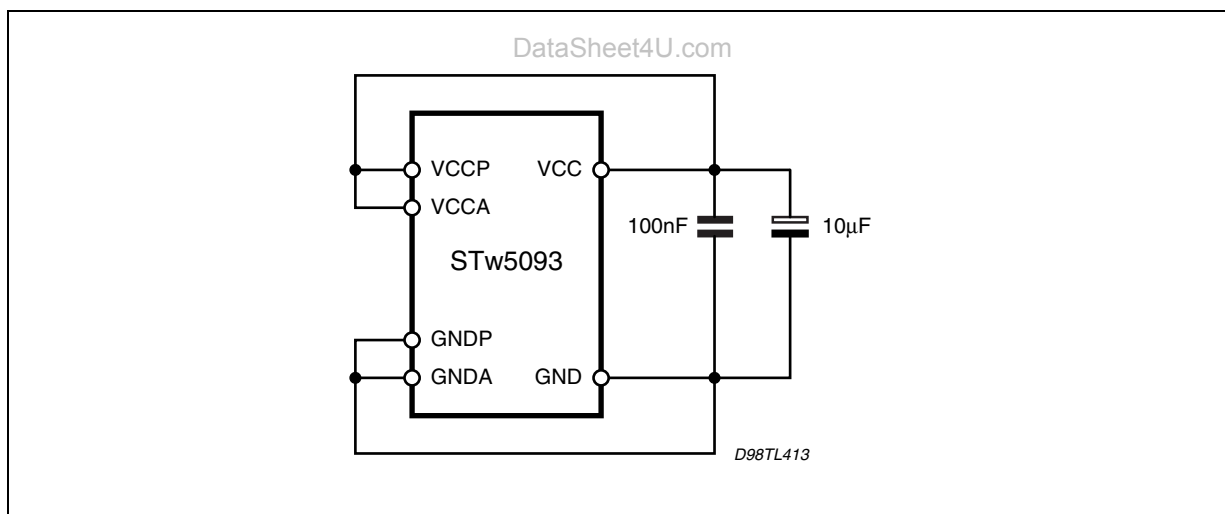 DataSheet4U.com
VCCP VCC
VCCA
100nF 10μF
STw5093
GNDP
GNDA GND
D98TL413